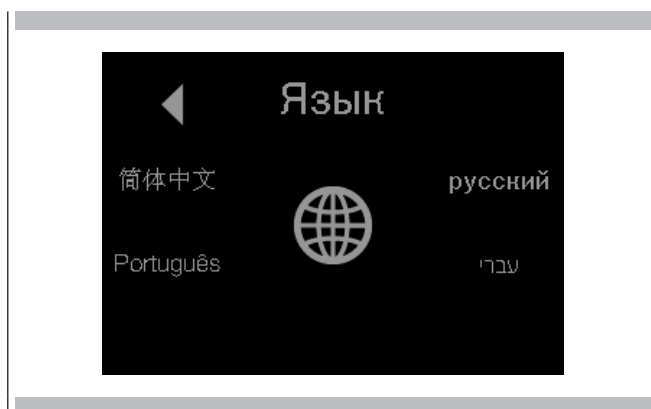 Язык
简体中文
русский
Português
עברי